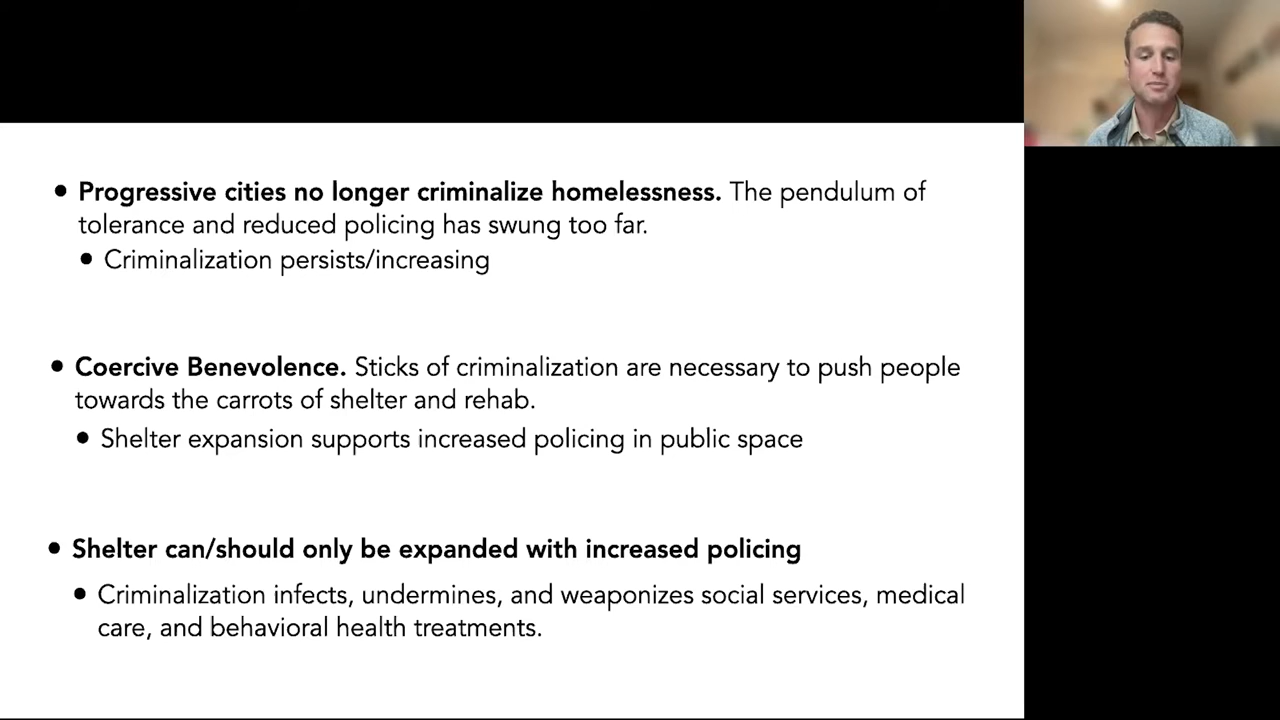 • Progressive cities no longer criminalize homelessness. The pendulum of
tolerance and reduced policing has swung too far.
• Criminalization persists/increasing
• Coercive Benevolence. Sticks of criminalization are necessary to push people
towards the carrots of shelter and rehab.
• Shelter expansion supports increased policing in public space
• Shelter can/should only be expanded with increased policing
• Criminalization infects, undermines, and weaponizes social services, medical
care, and behavioral health treatments.